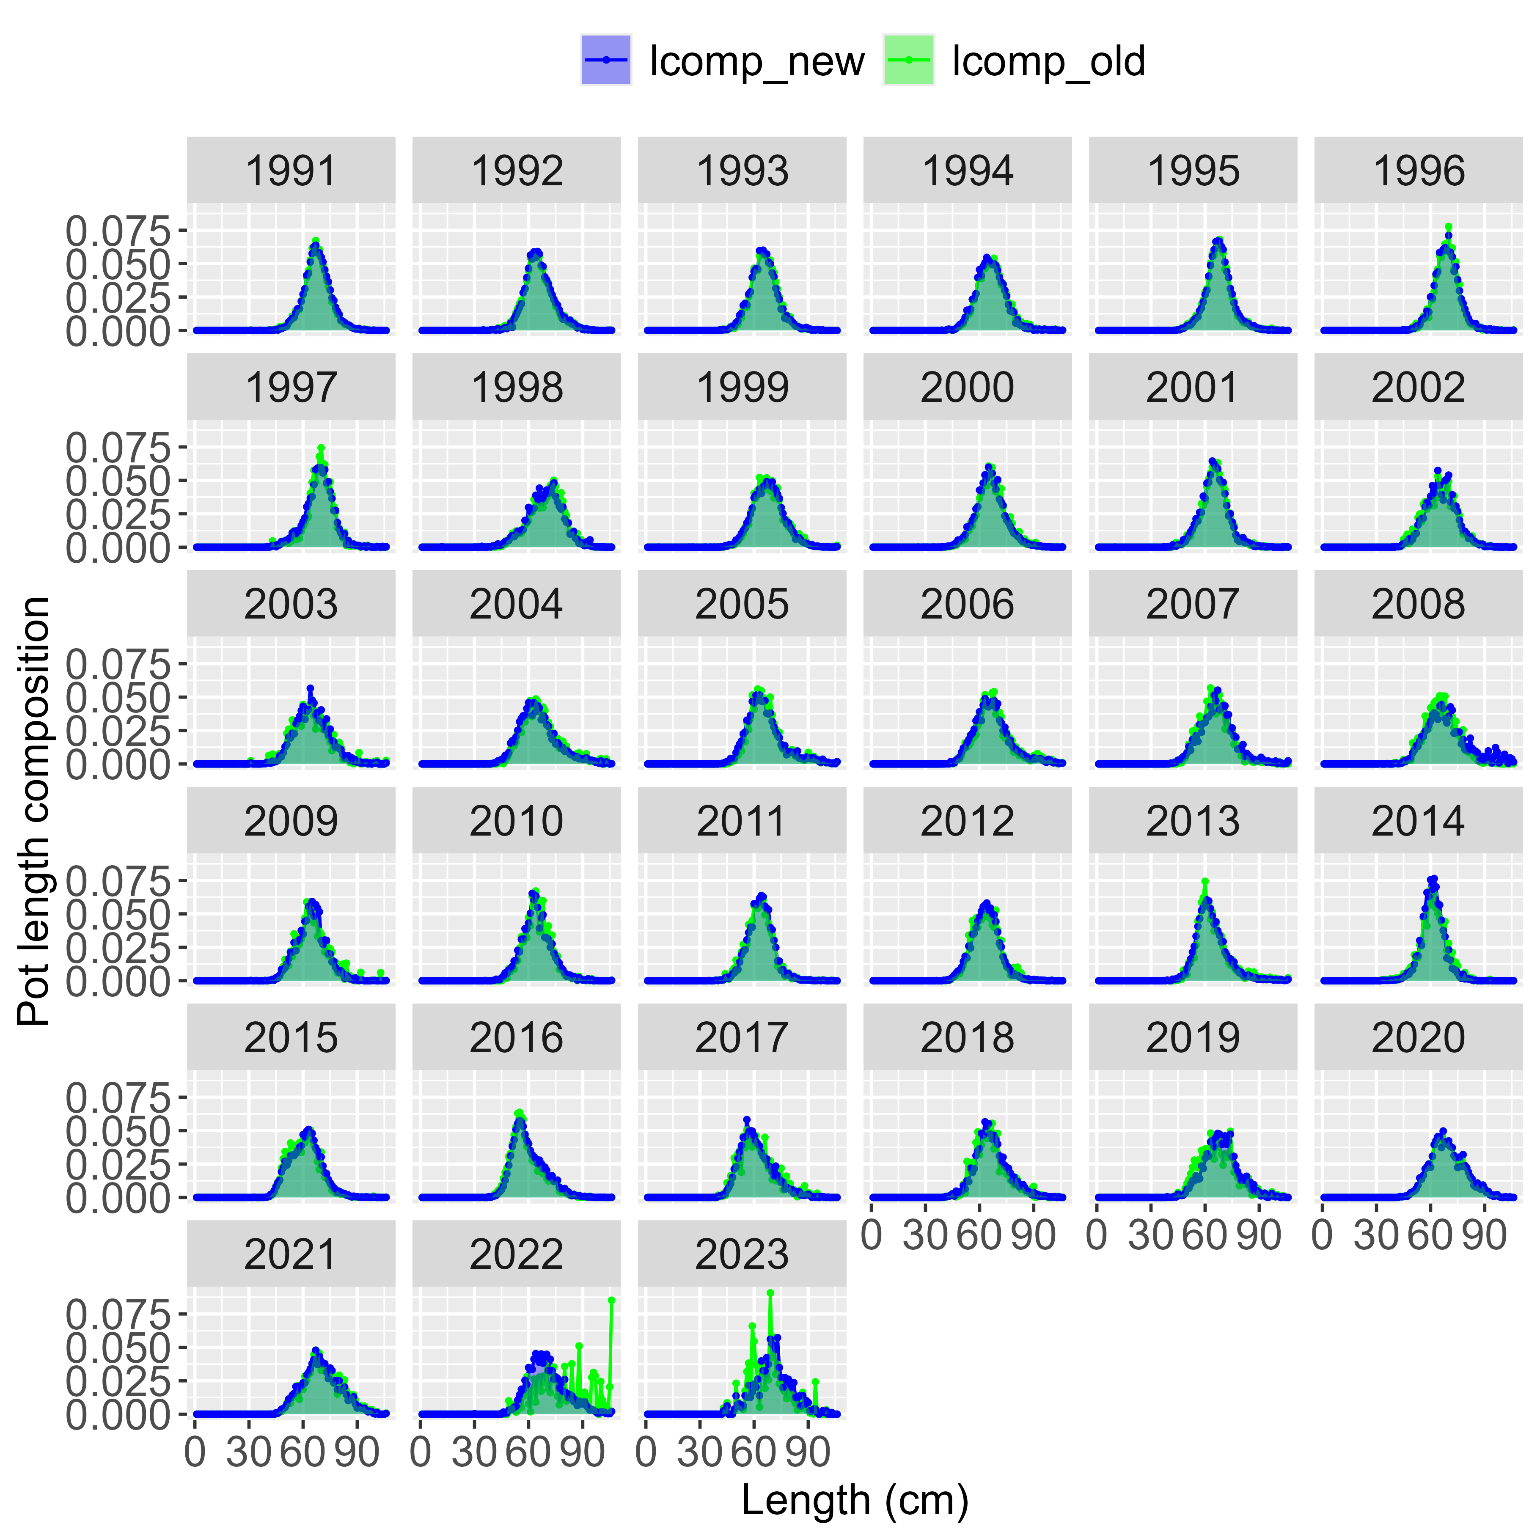 lcomp_new lcomp_old
1991 1992 1993 1994 1995 1996
0.075
0.050
0.025
0.000
1997 1998 1999 2000 2001 2002
0.075
0.050
0.025
0.000
2003 2004 2005 2006 2007 2008
0.075
0.050
0.025
0.000
Pot length composition
2009 2010 2011 2012 2013 2014
0.075
0.050
0.025
0.000
2015 2016 2017 2018 2019 2020
0.075
0.050
0.025
0.000
0 30 60 90 0 30 60 90 0 30 60 90
2021 2022 2023
0.075
0.050
0.025
0.000
0 30 60 90 0 30 60 90 0 30 60 90
Length (cm)